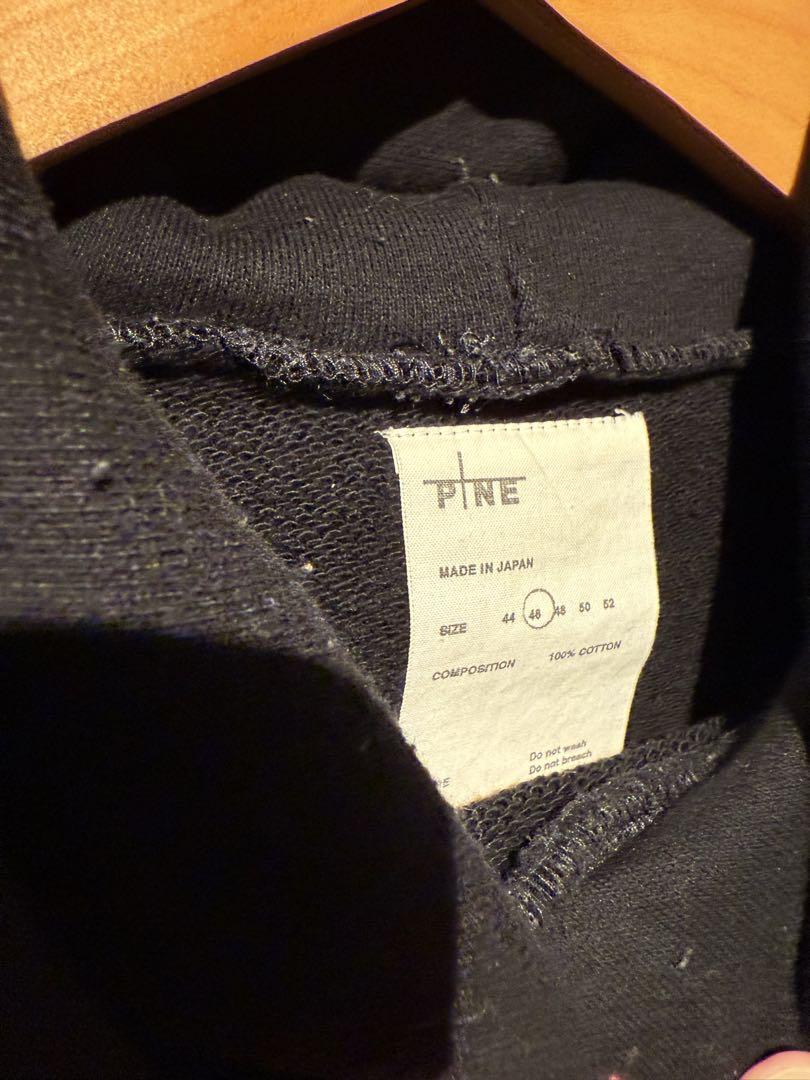 PINE
MADE IN JAPAN
SIZE 44 46 48 50 52
COMPOSITION 100% COTTON
Do not wash
Do not breach